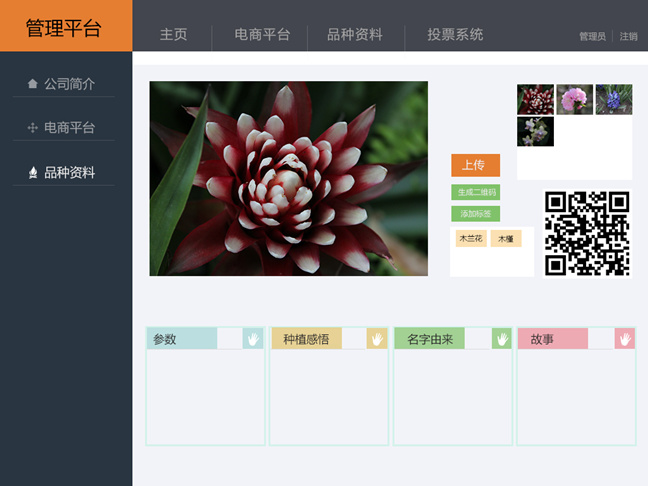 管理平台
主页 电商平台 品种资料 投票系统 管理员 注销
公司简介
电商平台
品种资料
上传
生成二维码
添加标签
木兰花 木槿
参数 种植感悟 名字由来 故事